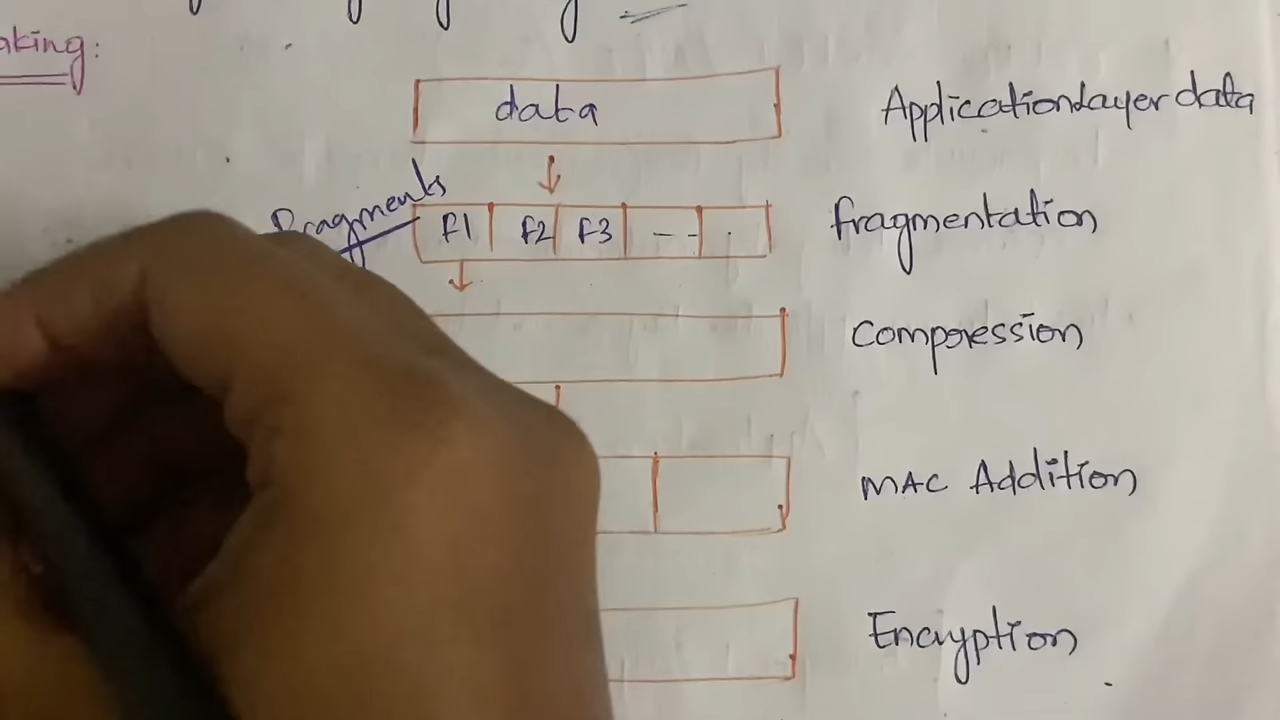 aking:
data Applicationlayer data
fragments
F1 F2 F3 -- . fragmentation
Compression
MAC Addition
Encryption